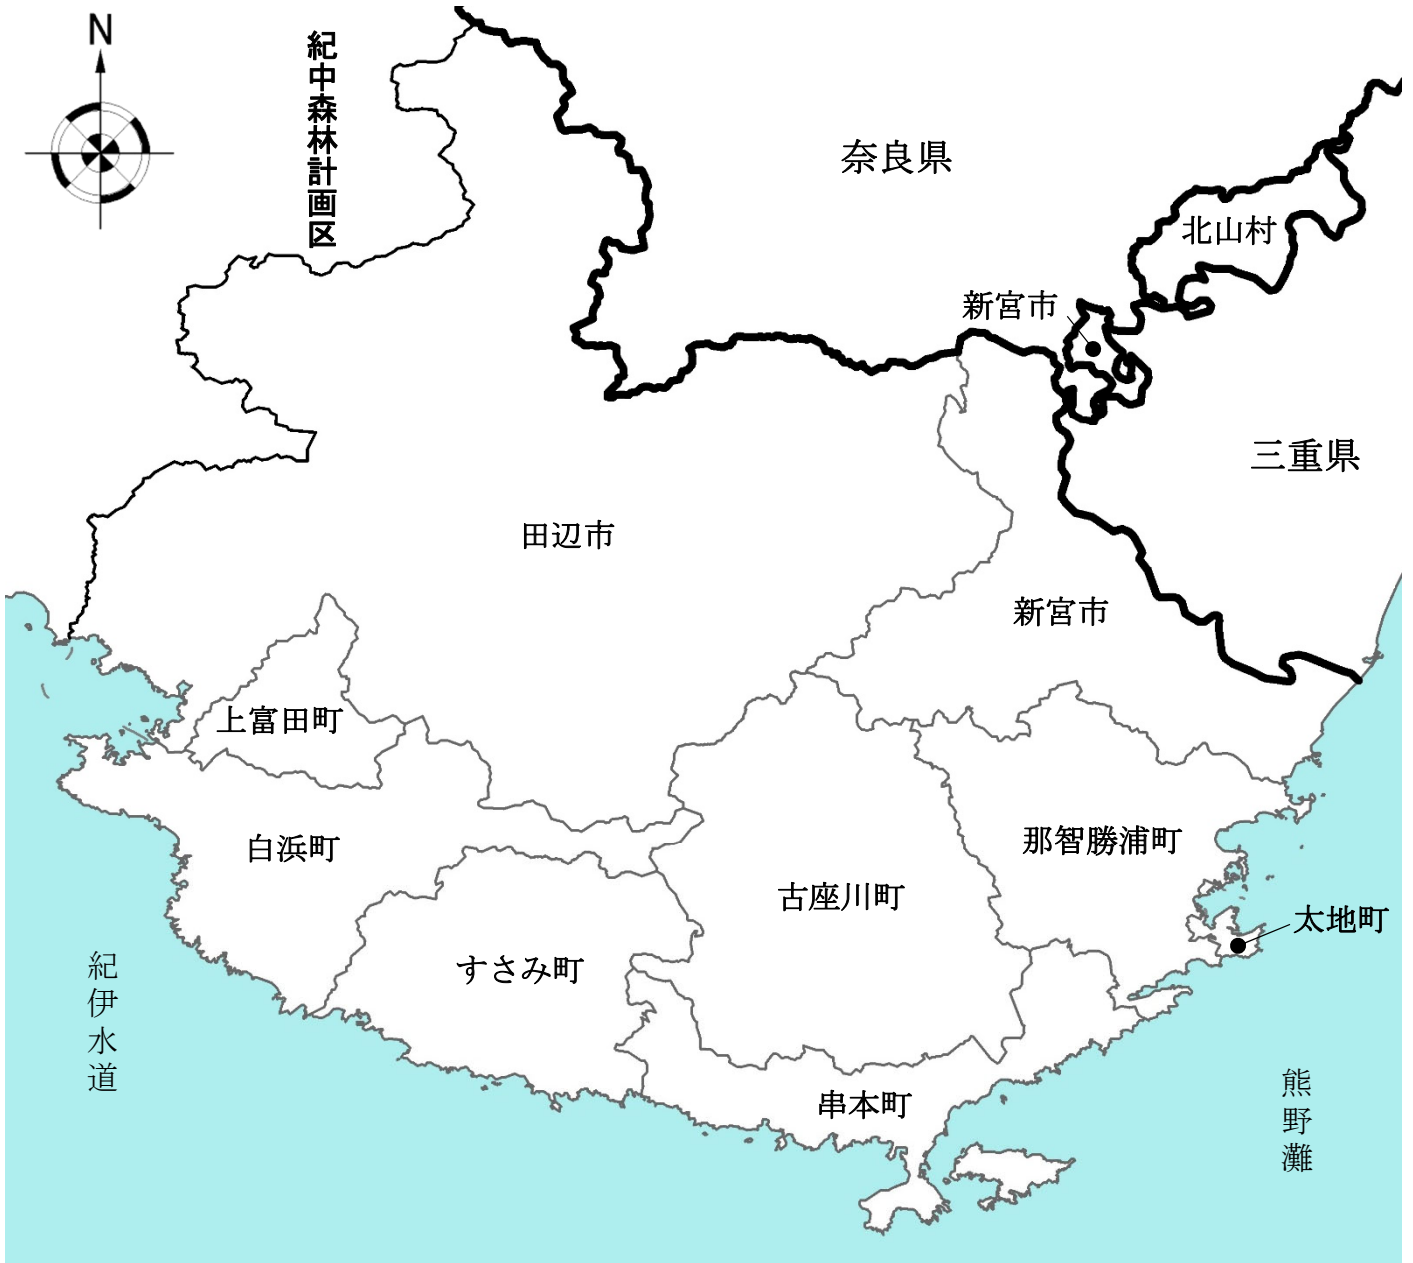 N
紀中森林計画区
奈良県
北山村
新宮市
三重県
田辺市
新宮市
上富田町
白浜町
那智勝浦町
古座川町
太地町
すさみ町
紀伊水道
串本町
熊野灘